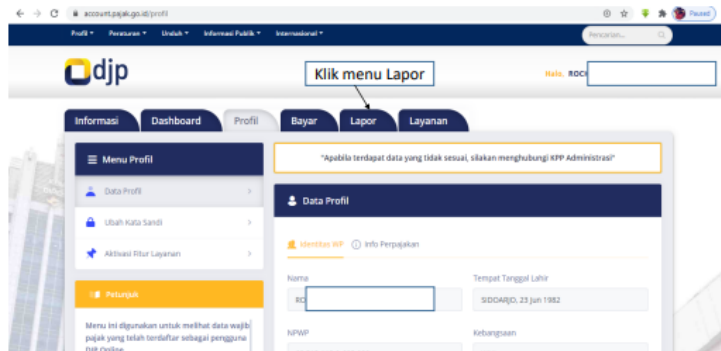 account.pajak.go.id/profil
Paused
Profil Peraturan Unduh Informasi Publik Internasional
Pencarian...
djp
Klik menu Lapor
Halo, ROCH
Informasi Dashboard Profil Bayar Lapor Layanan
Menu Profil
"Apabila terdapat data yang tidak sesuai, silakan menghubungi KPP Administrasi"
Data Profil
Data Profil
Ubah Kata Sandi
Identitas WP Info Perpajakan
Aktivasi Fitur Layanan
Nama Tempat Tanggal Lahir
RO SIDOARJO, 23 Jun 1982
Petunjuk
Menu ini digunakan untuk melihat data wajib
pajak yang telah terdaftar sebagai pengguna
DJP Online
NPWP Kebangsaan